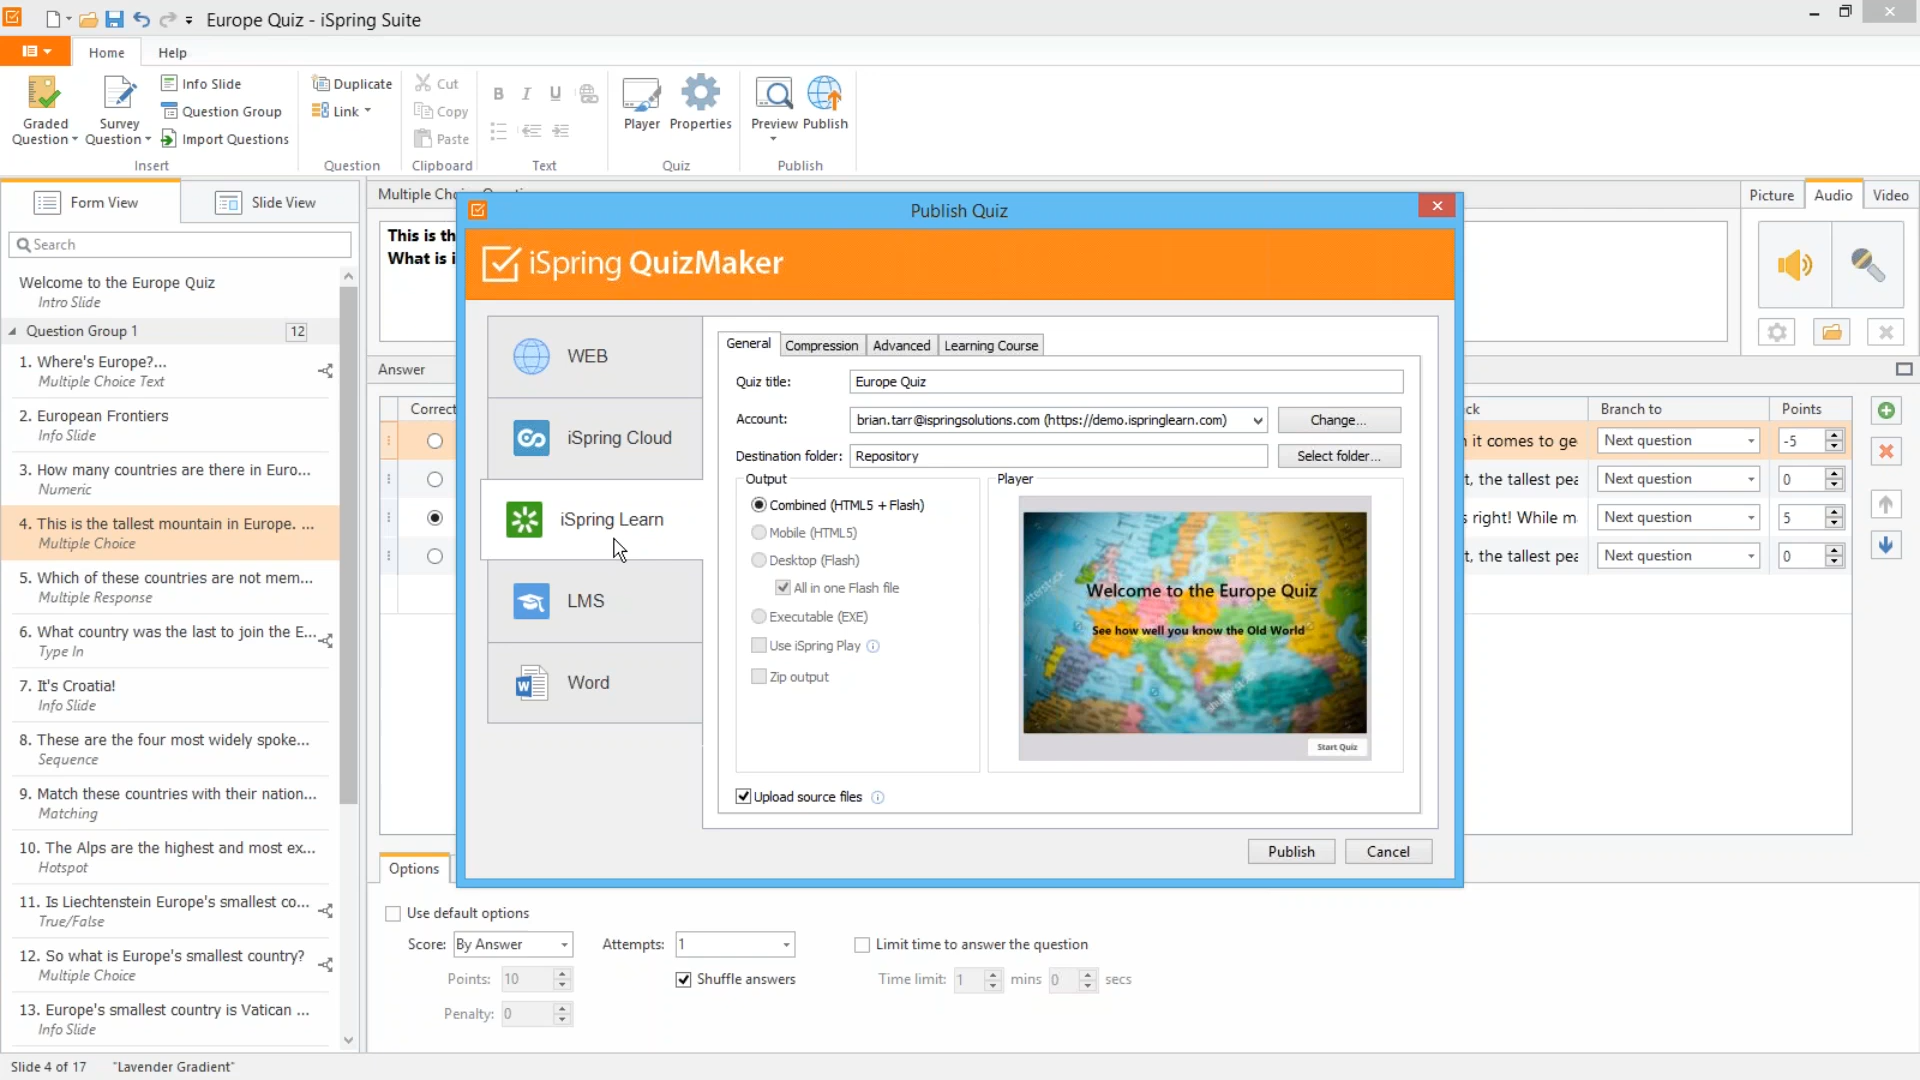 Europe Quiz - iSpring Suite
Home
Help
Graded
Question
Survey
Question
Info Slide
Question Group
Import Questions
Insert
Duplicate
Link
Question
Cut
Copy
Paste
Clipboard
B I U
Text
Player
Properties
Quiz
Preview
Publish
Publish
Form View
Slide View
Search
Welcome to the Europe Quiz
Intro Slide
Question Group 1
12
1. Where's Europe?...
Multiple Choice Text
2. European Frontiers
Info Slide
3. How many countries are there in Euro...
Numeric
4. This is the tallest mountain in Europe. ...
Multiple Choice
5. Which of these countries are not mem...
Multiple Response
6. What country was the last to join the E...
Type In
7. It's Croatia!
Info Slide
8. These are the four most widely spoke...
Sequence
9. Match these countries with their nation...
Matching
10. The Alps are the highest and most ex...
Hotspot
11. Is Liechtenstein Europe's smallest co...
True/False
12. So what is Europe's smallest country?
Multiple Choice
13. Europe's smallest country is Vatican ...
Info Slide
Slide 4 of 17
"Lavender Gradient"
This is th
What is i
Answer
Correct
Publish Quiz
iSpring QuizMaker
WEB
iSpring Cloud
iSpring Learn
LMS
Word
General
Compression
Advanced
Learning Course
Quiz title:
Europe Quiz
Account:
brian.tarr@ispringsolutions.com (https://demo.ispringlearn.com)
Change...
Destination folder:
Repository
Select folder...
Output
Combined (HTML5 + Flash)
Mobile (HTML5)
Desktop (Flash)
All in one Flash file
Executable (EXE)
Use iSpring Play
Zip output
Player
Welcome to the Europe Quiz
See how well you know the Old World
Start Quiz
Upload source files
Publish
Cancel
Picture
Audio
Video
ck
Branch to
Points
it comes to ge
Next question
-5
t, the tallest pea
Next question
0
s right! While m
Next question
5
t, the tallest pea
Next question
0
Options
Use default options
Score:
By Answer
Attempts:
1
Limit time to answer the question
Points:
10
Shuffle answers
Time limit:
1
mins
0
secs
Penalty:
0